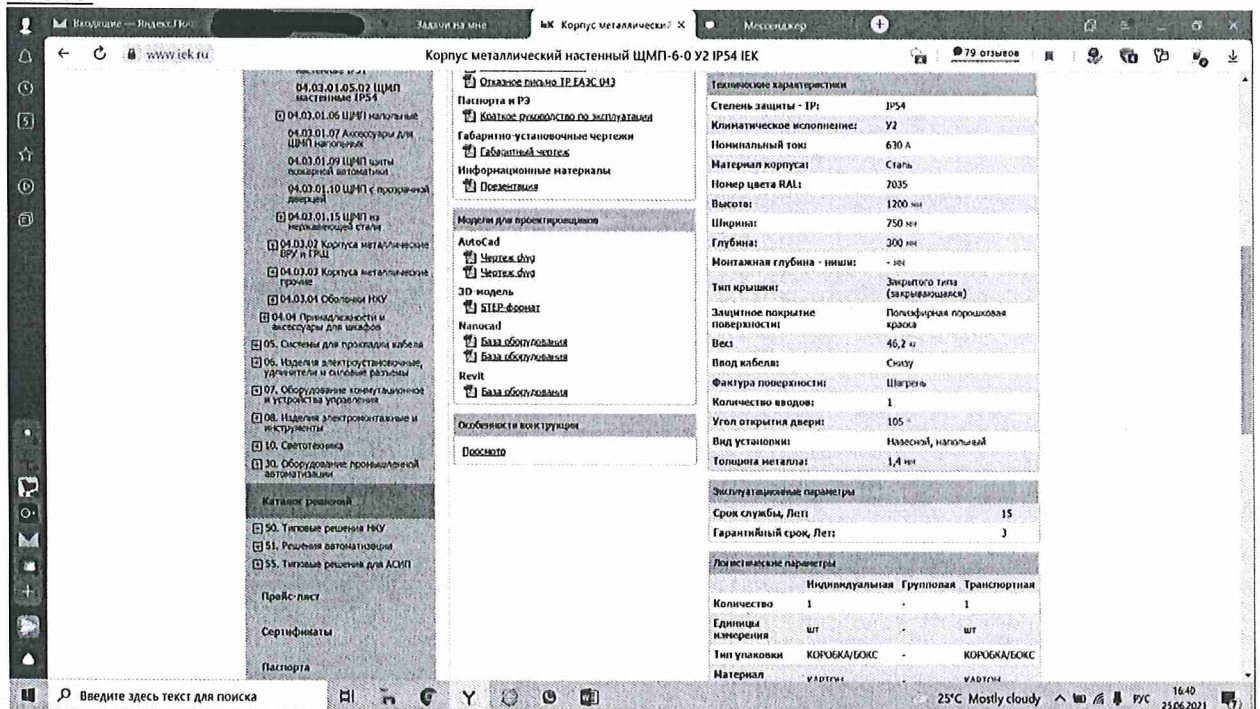 Входящие — Яндекс.Поч
Задачи на мне
IEK Корпус металлически
Мессенджер
www.iek.ru
Корпус металлический настенный ЩМП-6-0 У2 IP54 IEK
79 отзывов
настенные IP31
04.03.01.05.02 ЩМП
настенные IP54
04.03.01.06 ЩМП напольные
04.03.01.07 Аксессуары для
ЩМП напольных
04.03.01.09 ЩМП щиты
пожарной автоматики
04.03.01.10 ЩМП с прозрачной
дверцей
04.03.01.15 ЩМП из
нержавеющей стали
04.03.02 Корпуса металлические
ВРУ и ГРЩ
04.03.03 Корпуса металлические
прочие
04.03.04 Оболочки НКУ
04.04 Принадлежности и
аксессуары для шкафов
05. Системы для прокладки кабеля
06. Изделия электроустановочные,
удлинители и силовые разъемы
07. Оборудование коммутационное
и устройства управления
08. Изделия электромонтажные и
инструменты
10. Светотехника
30. Оборудование промышленной
автоматизации
Каталог решений
50. Типовые решения НКУ
51. Решения автоматизации
55. Типовые решения для АСИП
Прайс-лист
Сертификаты
Паспорта
Отказное письмо ТР ЕАЭС 043
Паспорта и РЭ
Краткое руководство по эксплуатации
Габаритно-установочные чертежи
Габаритный чертеж
Информационные материалы
Презентация
Модели для проектировщиков
AutoCad
Чертеж dwg
Чертеж dwg
3D-модель
STEP-формат
Nanocad
База оборудования
База оборудования
Revit
База оборудования
Особенности конструкции
Просмотр
Технические характеристики
Степень защиты - IP: IP54
Климатическое исполнение: У2
Номинальный ток: 630 А
Материал корпуса: Сталь
Номер цвета RAL: 7035
Высота: 1200 мм
Ширина: 750 мм
Глубина: 300 мм
Монтажная глубина - ниши: - мм
Тип крышки: Закрытого типа
(закрывающаяся)
Защитное покрытие Полиэфирная порошковая
поверхности: краска
Вес: 46,2 кг
Ввод кабеля: Снизу
Фактура поверхности: Шагрень
Количество вводов: 1
Угол открытия двери: 105 °
Вид установки: Навесной, напольный
Толщина металла: 1,4 мм
Эксплуатационные параметры
Срок службы, Лет: 15
Гарантийный срок, Лет: 3
Логистические параметры
Индивидуальная Групповая Транспортная
Количество 1 - 1
Единицы
измерения шт - шт
Тип упаковки КОРОБКА/БОКС - КОРОБКА/БОКС
Материал КАРТОН КАРТОН
Введите здесь текст для поиска
25°C Mostly cloudy
РУС
16:40
25.06.2021